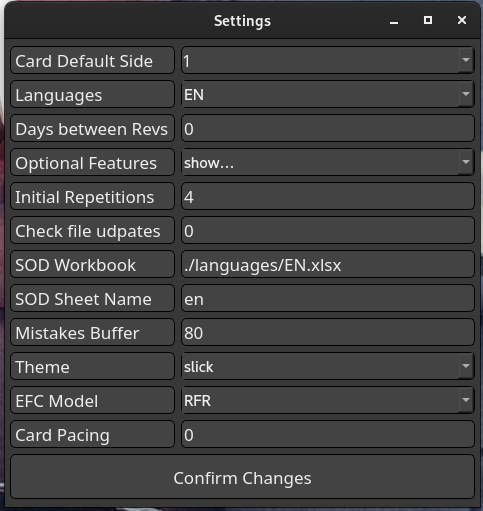 Settings
Card Default Side 1
Languages EN
Days between Revs 0
Optional Features show...
Initial Repetitions 4
Check file udpates 0
SOD Workbook ./languages/EN.xlsx
SOD Sheet Name en
Mistakes Buffer 80
Theme slick
EFC Model RFR
Card Pacing 0
Confirm Changes